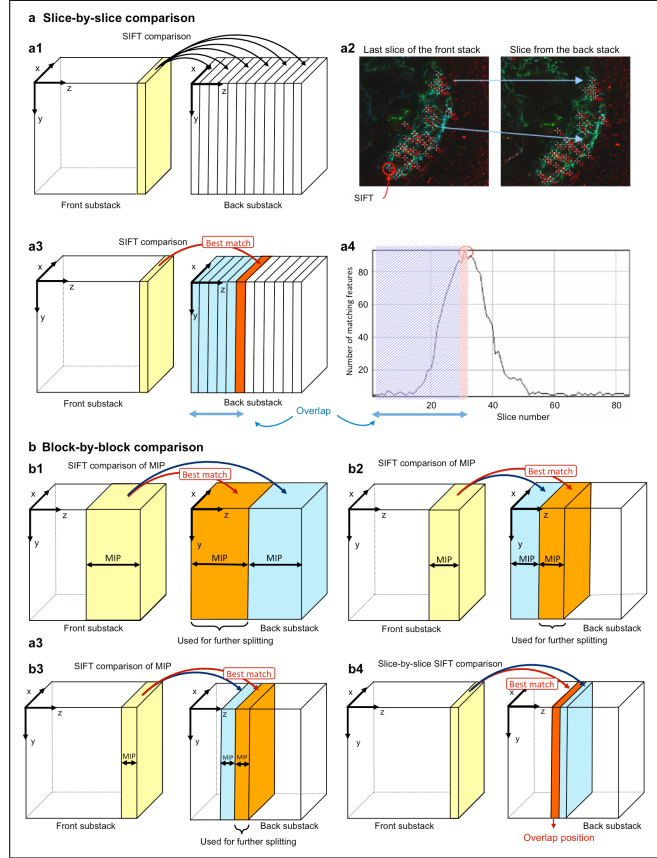 a Slice-by-slice comparison
a1
SIFT comparison
x
z
y
Front substack
Back substack
a2
Last slice of the front stack
Slice from the back stack
SIFT
a3
SIFT comparison
Best match
x
z
y
Front substack
x
z
y
Back substack
Overlap
a4
Number of matching features
80
60
40
20
20
40
60
80
Slice number
b Block-by-block comparison
b1
SIFT comparison of MIP
Best match
x
z
y
MIP
MIP
MIP
Front substack
Back substack
Used for further splitting
b2
SIFT comparison of MIP
Best match
x
z
y
MIP
MIP
MIP
Front substack
Back substack
Used for further splitting
a3
b3
SIFT comparison of MIP
Best match
x
z
y
MIP
MIP
MIP
Front substack
Back substack
Used for further splitting
b4
Slice-by-slice SIFT comparison
Best match
x
z
z
y
Front substack
Back substack
Overlap position